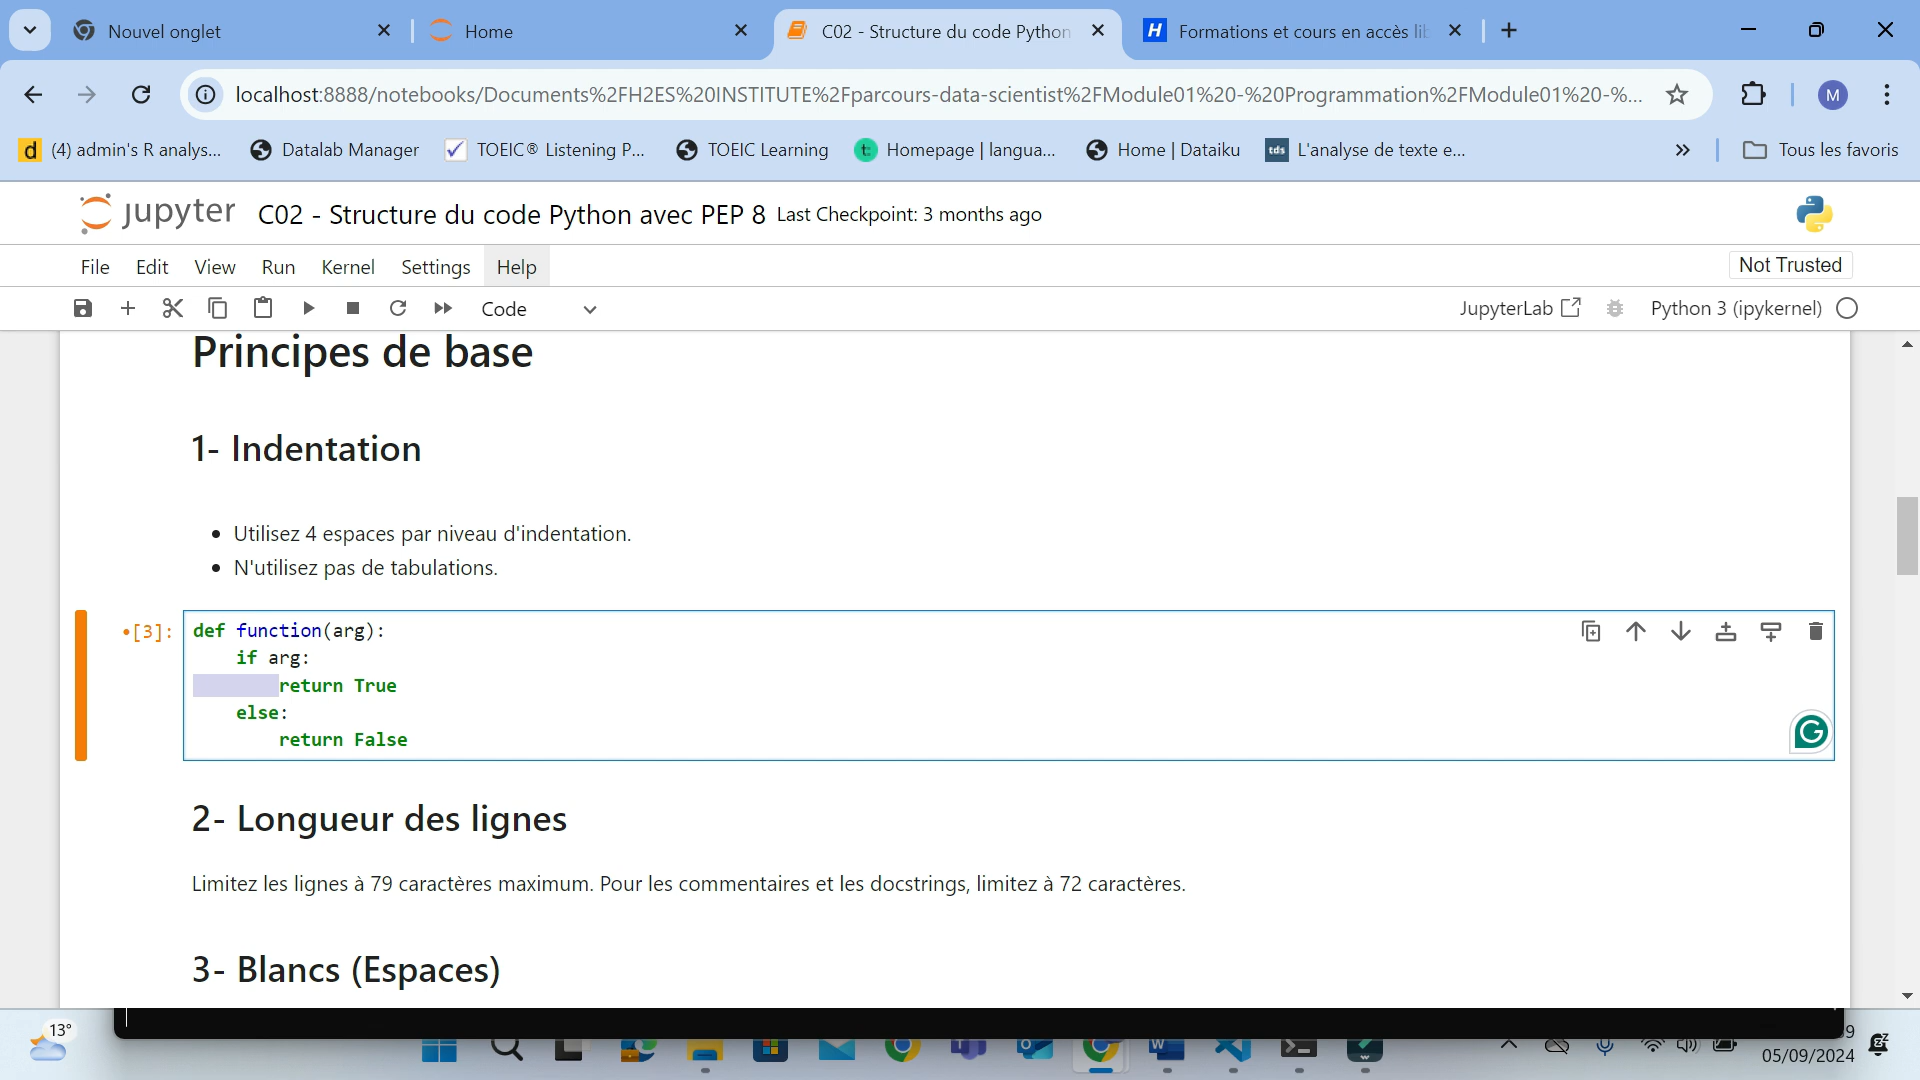 Nouvel onglet
Home
C02 - Structure du code Python
Formations et cours en accès lib
localhost:8888/notebooks/Documents%2FH2ES%20INSTITUTE%2Fparcours-data-scientist%2FModule01%20-%20Programmation%2FModule01%20-%...
M
(4) admin's R analys...
Datalab Manager
TOEIC® Listening P...
TOEIC Learning
Homepage | langua...
Home | Dataiku
L'analyse de texte e...
Tous les favoris
jupyter C02 - Structure du code Python avec PEP 8 Last Checkpoint: 3 months ago
File Edit View Run Kernel Settings Help
Not Trusted
Code
JupyterLab
Python 3 (ipykernel)
Principes de base
1- Indentation
• Utilisez 4 espaces par niveau d'indentation.
• N'utilisez pas de tabulations.
•[3]: def function(arg):
    if arg:
        return True
    else:
        return False
2- Longueur des lignes
Limitez les lignes à 79 caractères maximum. Pour les commentaires et les docstrings, limitez à 72 caractères.
3- Blancs (Espaces)
13°
9
05/09/2024